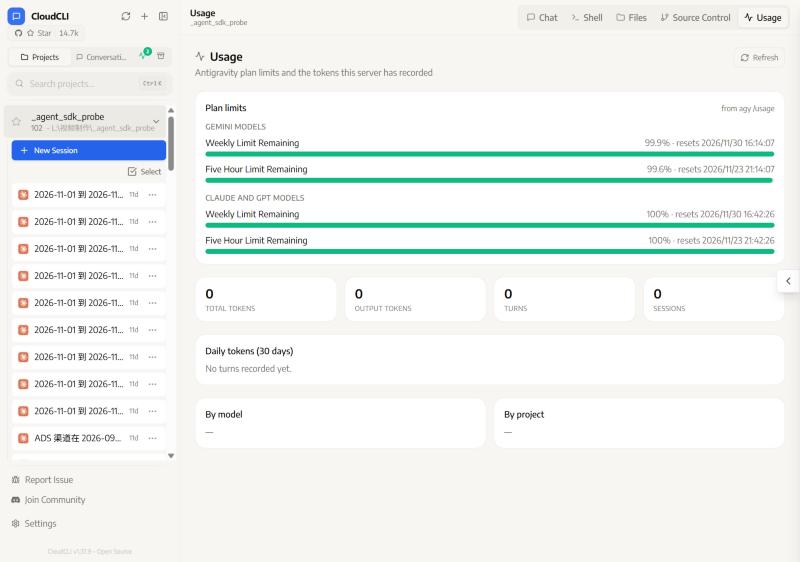 CloudCLI
Star 14.7k
Projects
Conversati...
3
Search projects...
Ctrl K
_agent_sdk_probe
102 - L:\视频制作\_agent_sdk_probe
New Session
Select
2026-11-01 到 2026-11... 11d
2026-11-01 到 2026-11... 11d
2026-11-01 到 2026-11... 11d
2026-11-01 到 2026-11... 11d
2026-11-01 到 2026-11... 11d
2026-11-01 到 2026-11... 11d
2026-11-01 到 2026-11... 11d
2026-11-01 到 2026-11... 11d
2026-11-01 到 2026-11... 11d
ADS 渠道在 2026-09... 11d
Report Issue
Join Community
Settings
Usage
_agent_sdk_probe
Chat
Shell
Files
Source Control
Usage
Usage
Refresh
Antigravity plan limits and the tokens this server has recorded
Plan limits
from agy /usage
GEMINI MODELS
Weekly Limit Remaining 99.9% · resets 2026/11/30 16:14:07
Five Hour Limit Remaining 99.6% · resets 2026/11/23 21:14:07
CLAUDE AND GPT MODELS
Weekly Limit Remaining 100% · resets 2026/11/30 16:42:26
Five Hour Limit Remaining 100% · resets 2026/11/23 21:42:26
0
TOTAL TOKENS
0
OUTPUT TOKENS
0
TURNS
0
SESSIONS
Daily tokens (30 days)
No turns recorded yet.
By model
—
By project
—